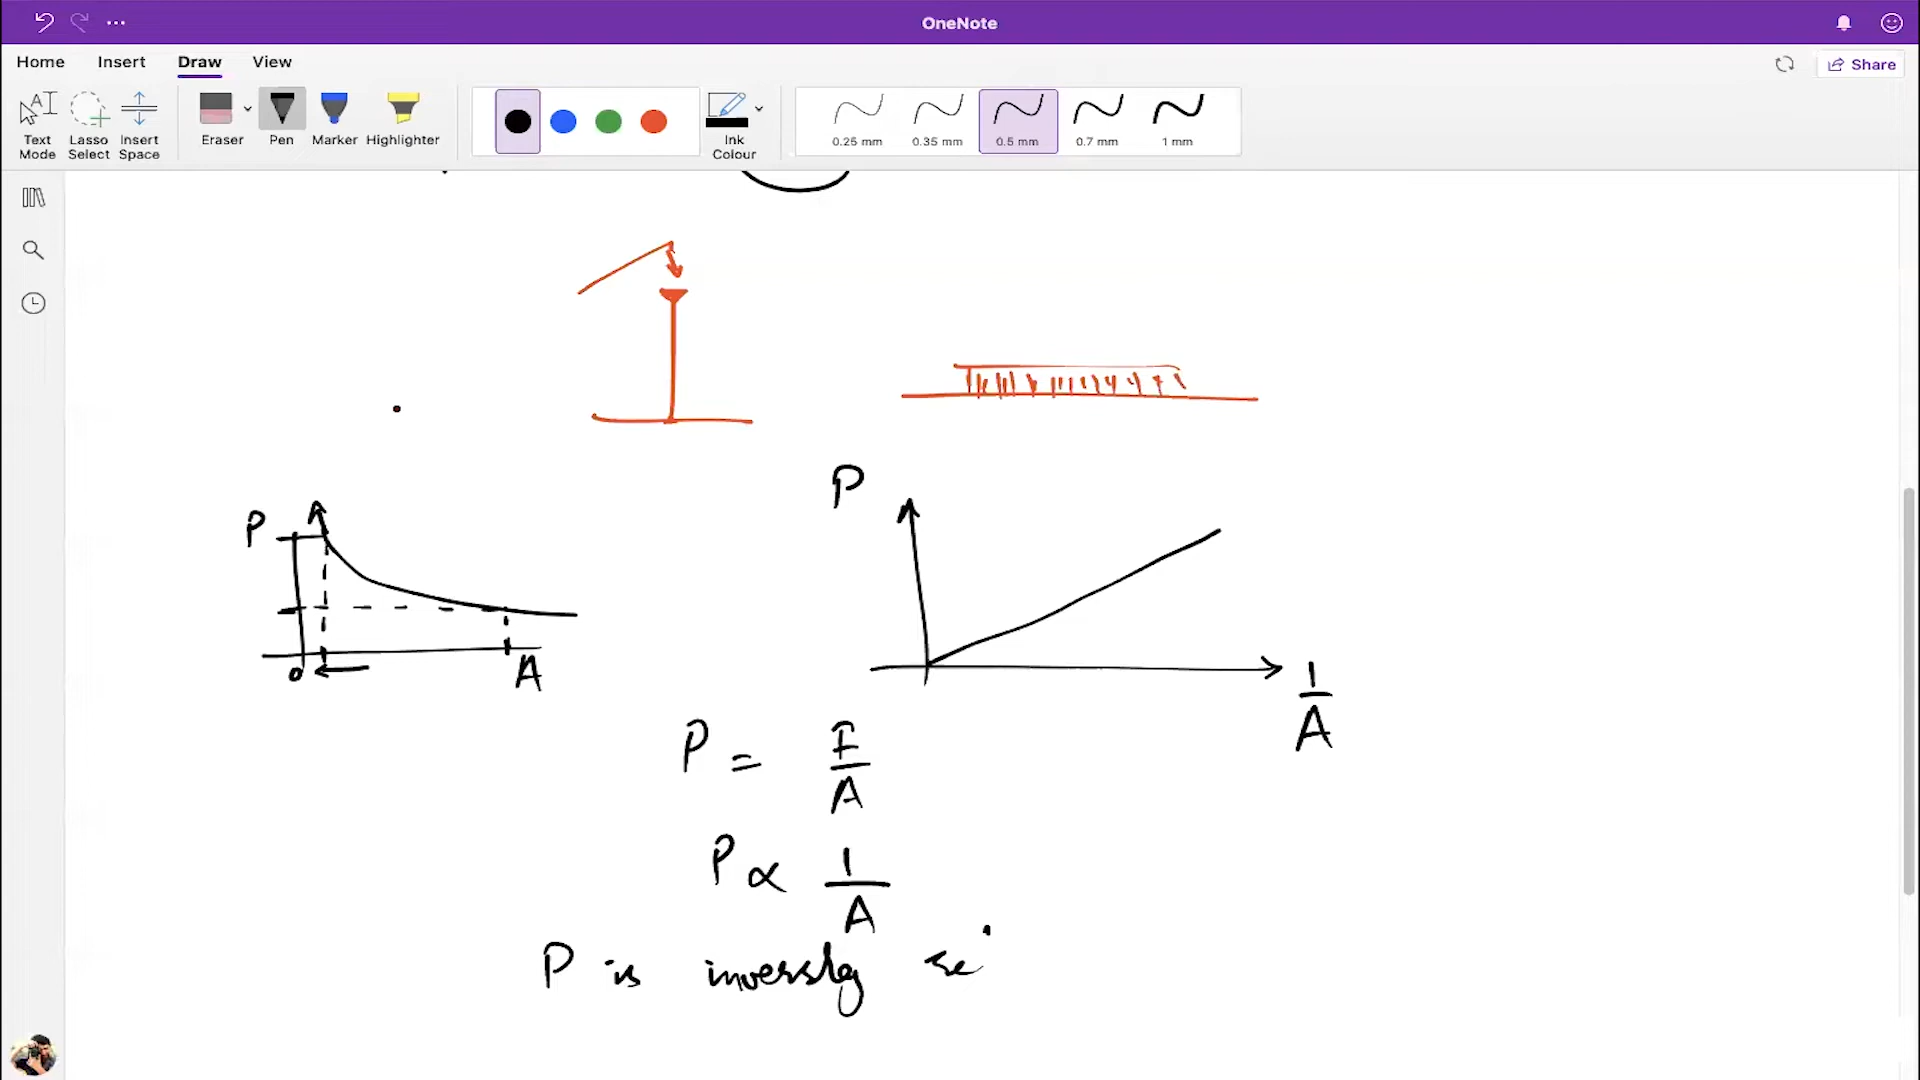 OneNote
Home Insert Draw View
Share
Text Mode
Lasso Select
Insert Space
Eraser
Pen
Marker
Highlighter
Ink Colour
0.25 mm
0.35 mm
0.5 mm
0.7 mm
1 mm
P
P
0
A
1/A
P = F/A
P ∝ 1/A
P is inversly